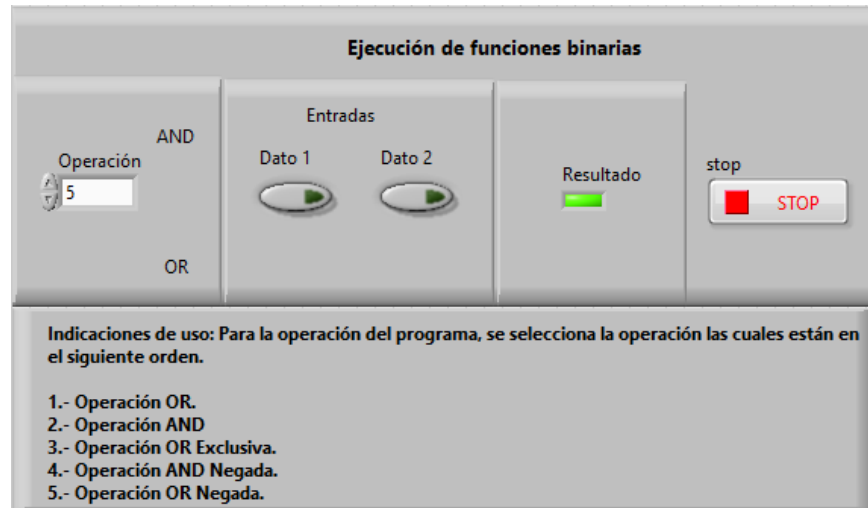 Ejecución de funciones binarias
Entradas
AND
Operación
Dato 1
Dato 2
Resultado
stop
5
STOP
OR
Indicaciones de uso: Para la operación del programa, se selecciona la operación las cuales están en
el siguiente orden.
1.- Operación OR.
2.- Operación AND
3.- Operación OR Exclusiva.
4.- Operación AND Negada.
5.- Operación OR Negada.